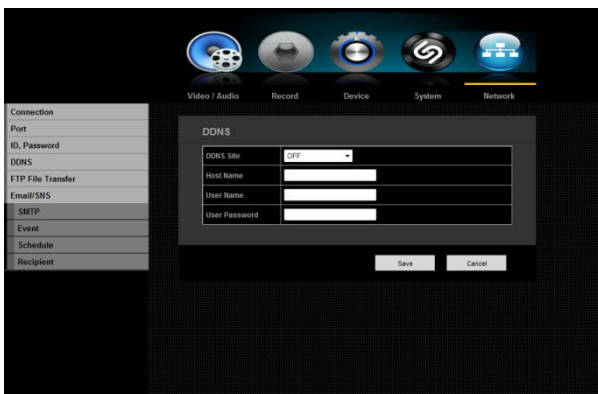 Video / Audio Record Device System Network
Connection
Port
ID, Password
DDNS
FTP File Transfer
Email/SNS
SMTP
Event
Schedule
Recipient
DDNS
DDNS Site OFF
Host Name
User Name
User Password
Save Cancel